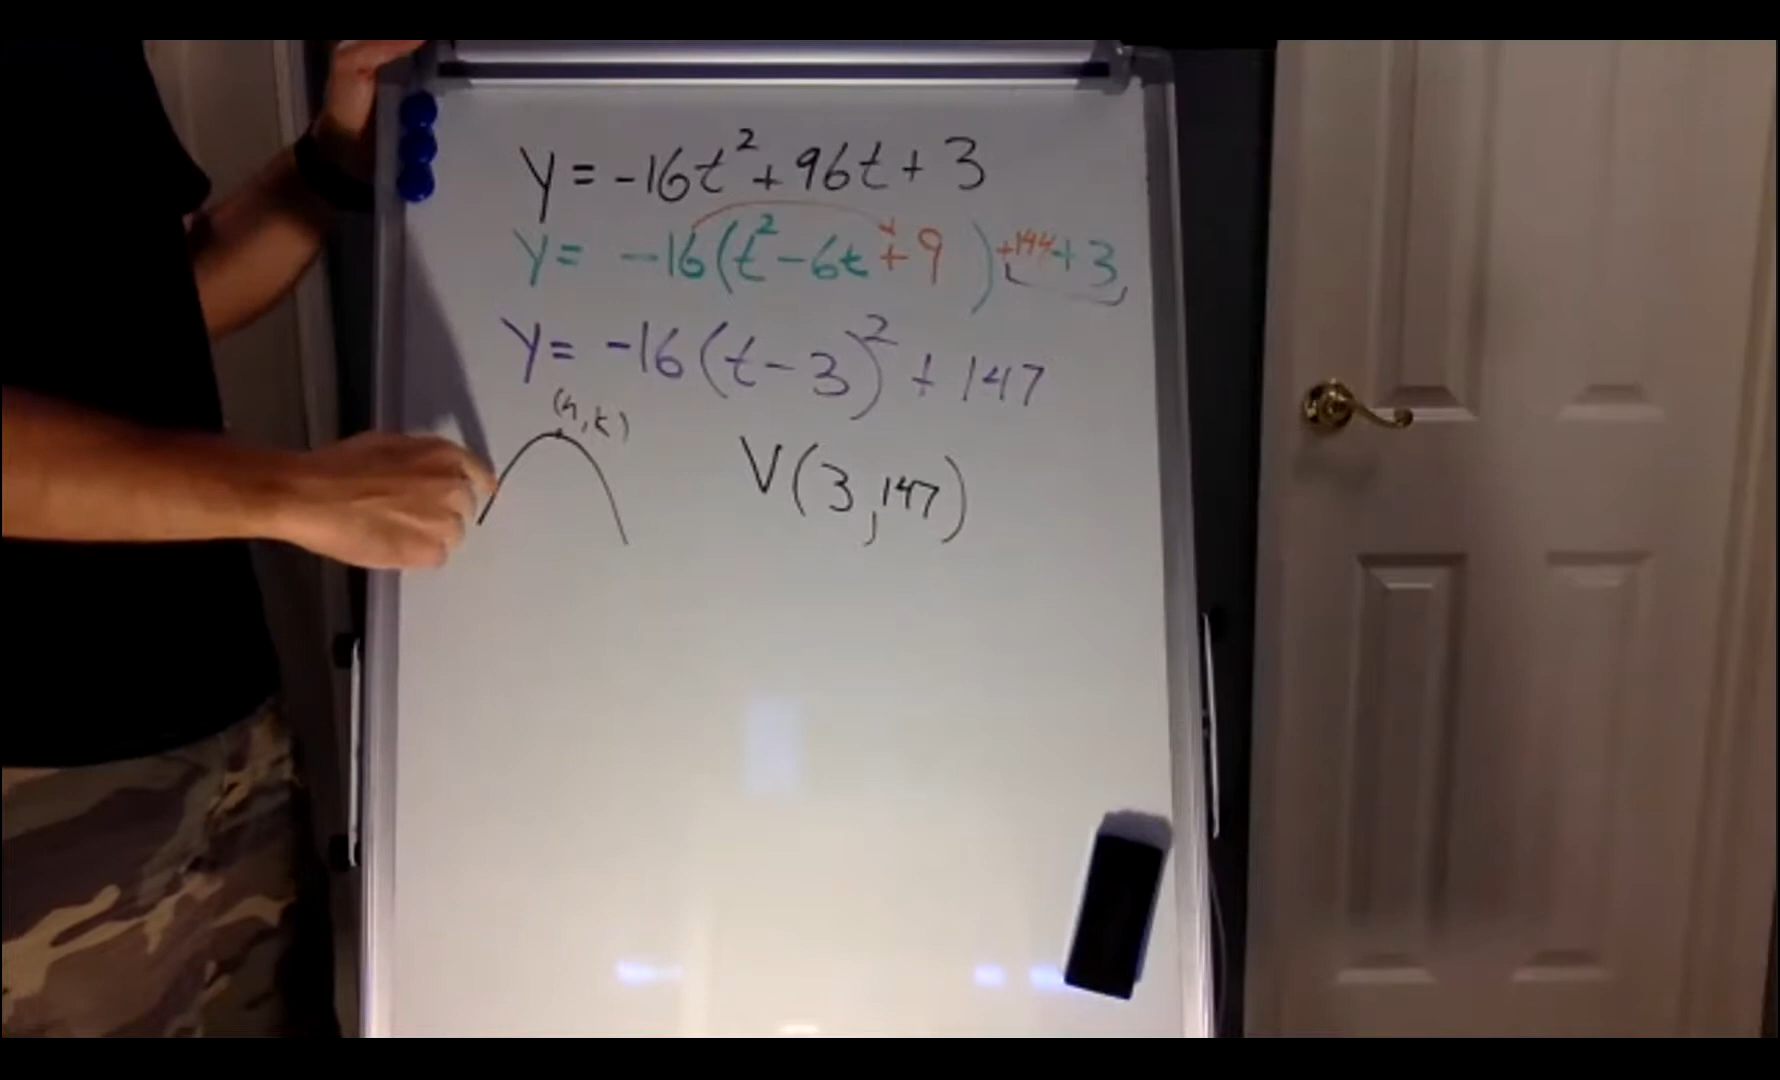 y = -16t² + 96t + 3
y = -16(t² - 6t + 9 ) +144 + 3
y = -16(t - 3)² + 147
(h, k)
V(3, 147)